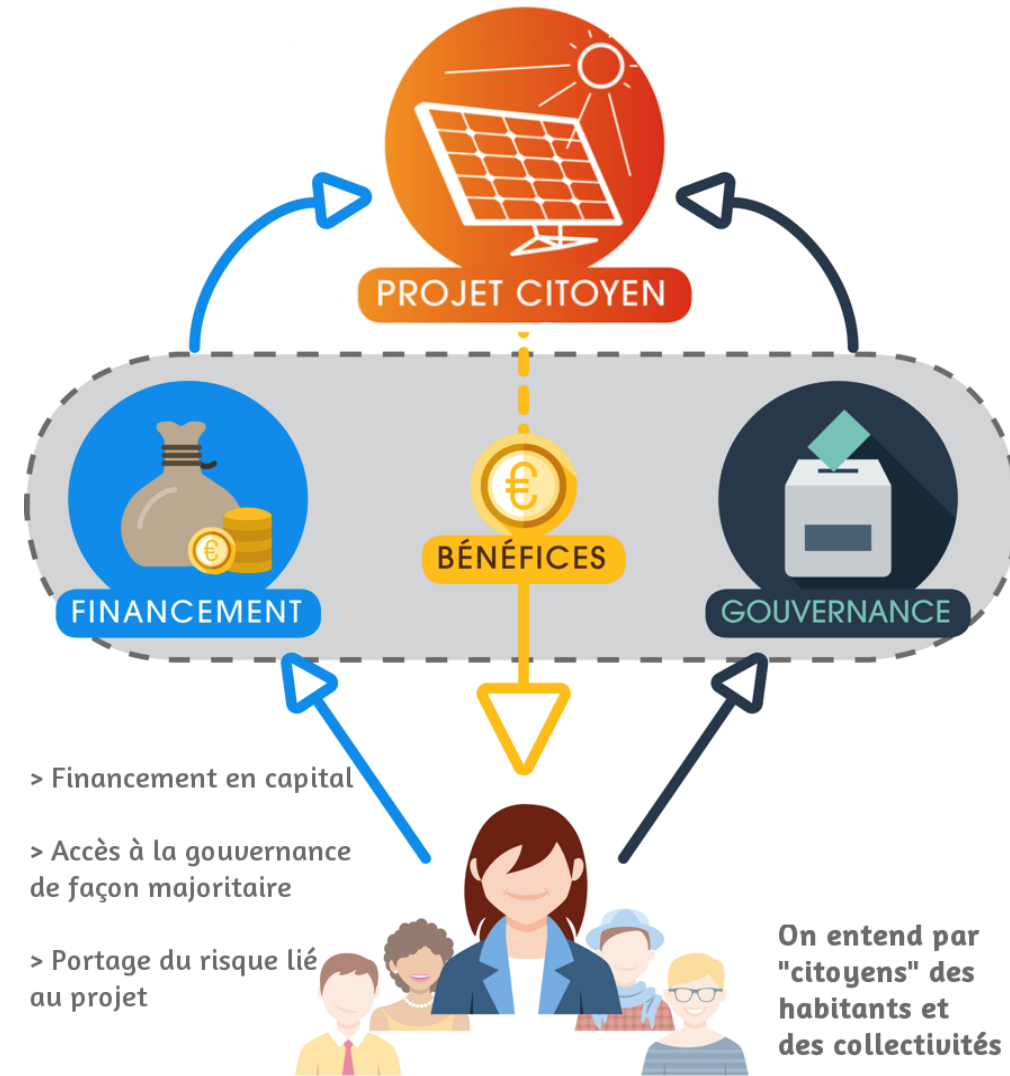 PROJET CITOYEN
€
BÉNÉFICES
€
FINANCEMENT
GOUVERNANCE
> Financement en capital
> Accès à la gouvernance
de façon majoritaire
> Portage du risque lié
au projet
On entend par
"citoyens" des
habitants et
des collectivités